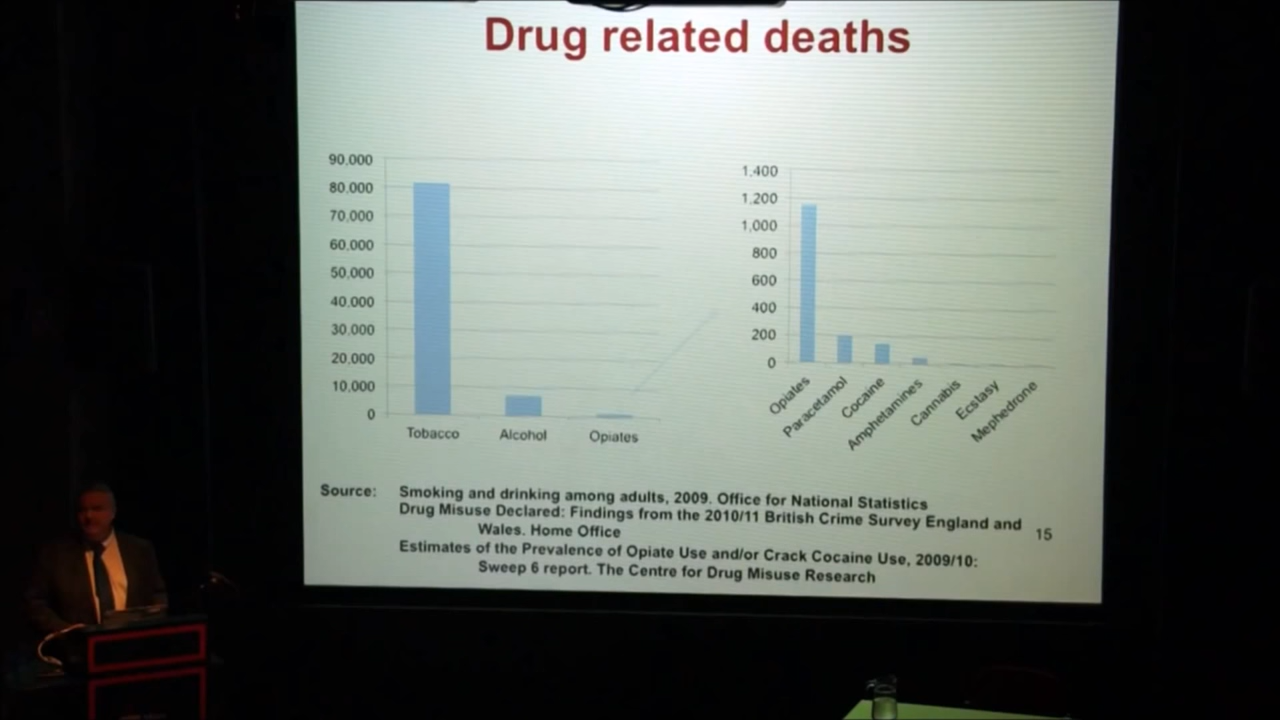 Drug related deaths
90,000
80,000
70,000
60,000
50,000
40,000
30,000
20,000
10,000
0
Tobacco Alcohol Opiates
1,400
1,200
1,000
800
600
400
200
0
Opiates
Paracetamol
Cocaine
Amphetamines
Cannabis
Ecstasy
Mephedrone
Source: Smoking and drinking among adults, 2009. Office for National Statistics
Drug Misuse Declared: Findings from the 2010/11 British Crime Survey England and
Wales. Home Office
15
Estimates of the Prevalence of Opiate Use and/or Crack Cocaine Use, 2009/10:
Sweep 6 report. The Centre for Drug Misuse Research